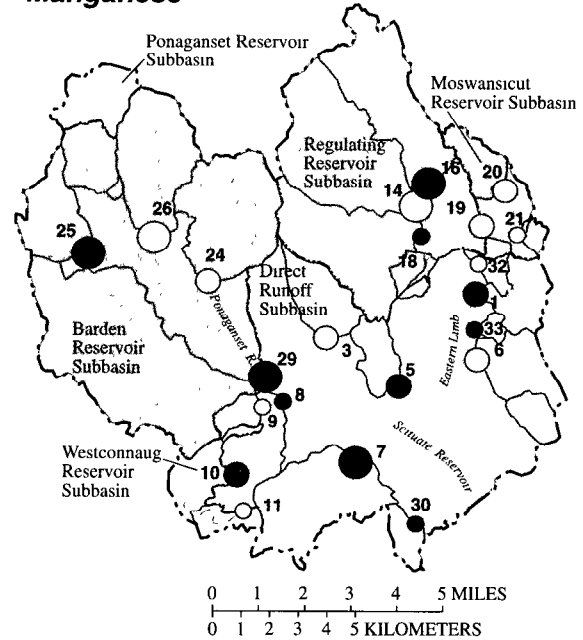 Manganese
Ponaganset Reservoir
Subbasin
Moswansicut
Reservoir Subbasin
Regulating
Reservoir
Subbasin
16
20
14
19
21
26
25
18
32
24
Direct
Runoff
Subbasin
1
Ponaganset R.
Eastern Limb
33
Barden
Reservoir
Subbasin
3
6
29
5
8
9
Scituate Reservoir
Westconnaug
Reservoir
Subbasin
7
10
11
30
0 1 2 3 4 5 MILES
0 1 2 3 4 5 KILOMETERS